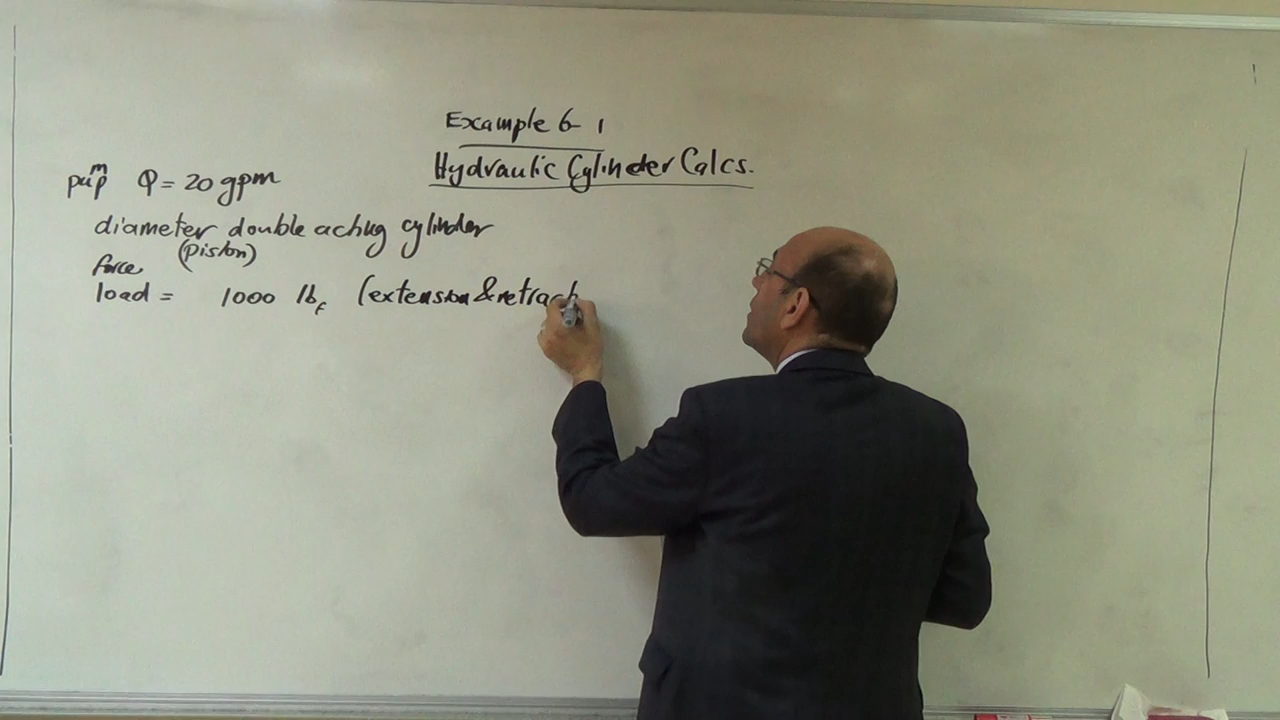 Example 6-1
Hydraulic Cylinder Calcs.
pump Q = 20 gpm
diameter double acting cylinder
(piston)
force
load = 1000 lbf (extension & retract